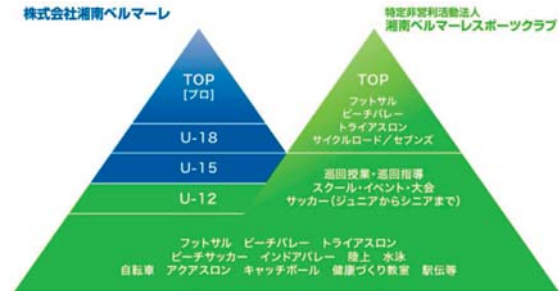 株式会社湘南ベルマーレ
特定非営利活動法人
湘南ベルマーレスポーツクラブ
TOP
[プロ]
U-18
U-15
U-12
TOP
フットサル
ビーチバレー
トライアスロン
サイクルロード／セブンズ
巡回授業・巡回指導
スクール・イベント・大会
サッカー（ジュニアからシニアまで）
フットサル ビーチバレー トライアスロン
ビーチサッカー インドアバレー 陸上 水泳
自転車 アクアスロン キャッチボール 健康づくり教室 駅伝等